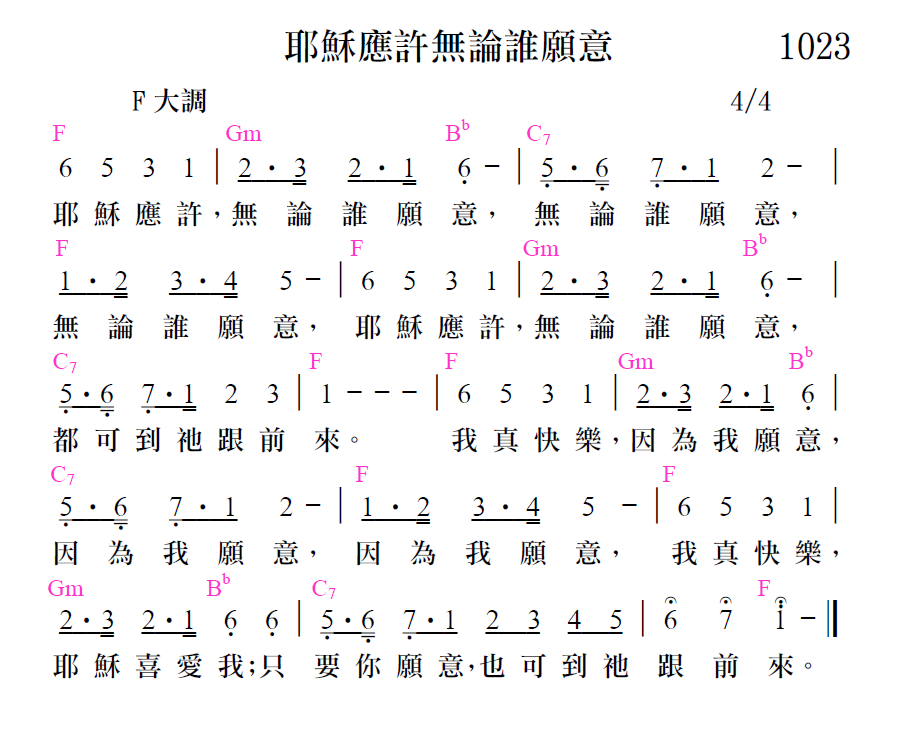 耶穌應許無論誰願意 1023
F 大調 4/4
F Gm Bb C7
6 5 3 1 | 2 · 3 2 · 1 6 – | 5 · 6 7 · 1 2 – |
耶穌應許，無論誰願意， 無論誰願意，
F F Gm Bb
1 · 2 3 · 4 5 – | 6 5 3 1 | 2 · 3 2 · 1 6 – |
無論誰願意， 耶穌應許，無論誰願意，
C7 F F Gm Bb
5 · 6 7 · 1 2 3 | 1 – – – | 6 5 3 1 | 2 · 3 2 · 1 6 |
都可到祂跟前來。 我真快樂，因為我願意，
C7 F F
5 · 6 7 · 1 2 – | 1 · 2 3 · 4 5 – | 6 5 3 1 |
因為我願意， 因為我願意， 我真快樂，
Gm Bb C7 F
2 · 3 2 · 1 6 6 | 5 · 6 7 · 1 2 3 4 5 | 6 7 i – ‖
耶穌喜愛我；只要你願意，也可到祂跟前來。